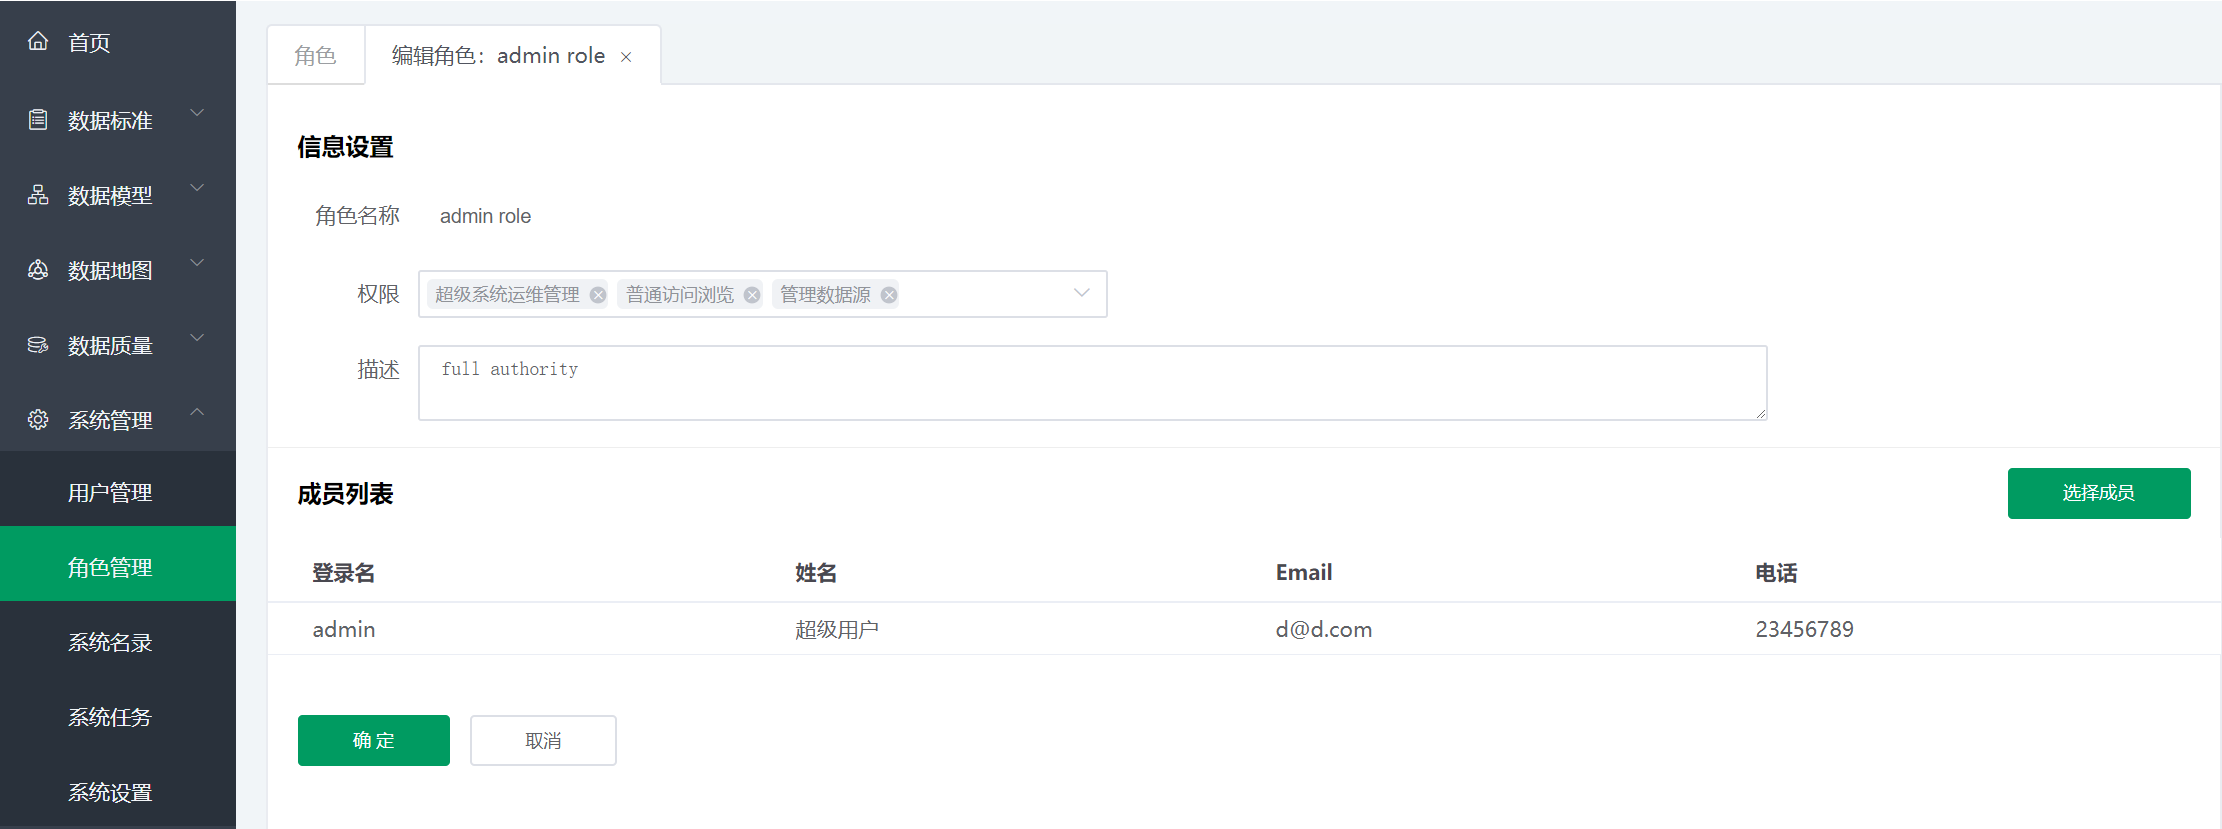 首页
数据标准
数据模型
数据地图
数据质量
系统管理
用户管理
角色管理
系统名录
系统任务
系统设置
角色 编辑角色：admin role ×
信息设置
角色名称 admin role
权限 超级系统运维管理 普通访问浏览 管理数据源
描述 full authority
成员列表 选择成员
登录名 姓名 Email 电话
admin 超级用户 d@d.com 23456789
确 定 取消